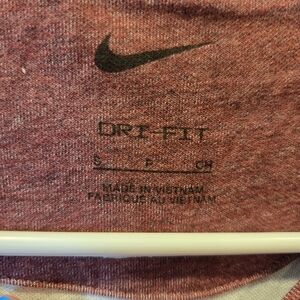 DRI-FIT
S P CH
MADE IN VIETNAM
FABRIQUÉ AU VIETNAM